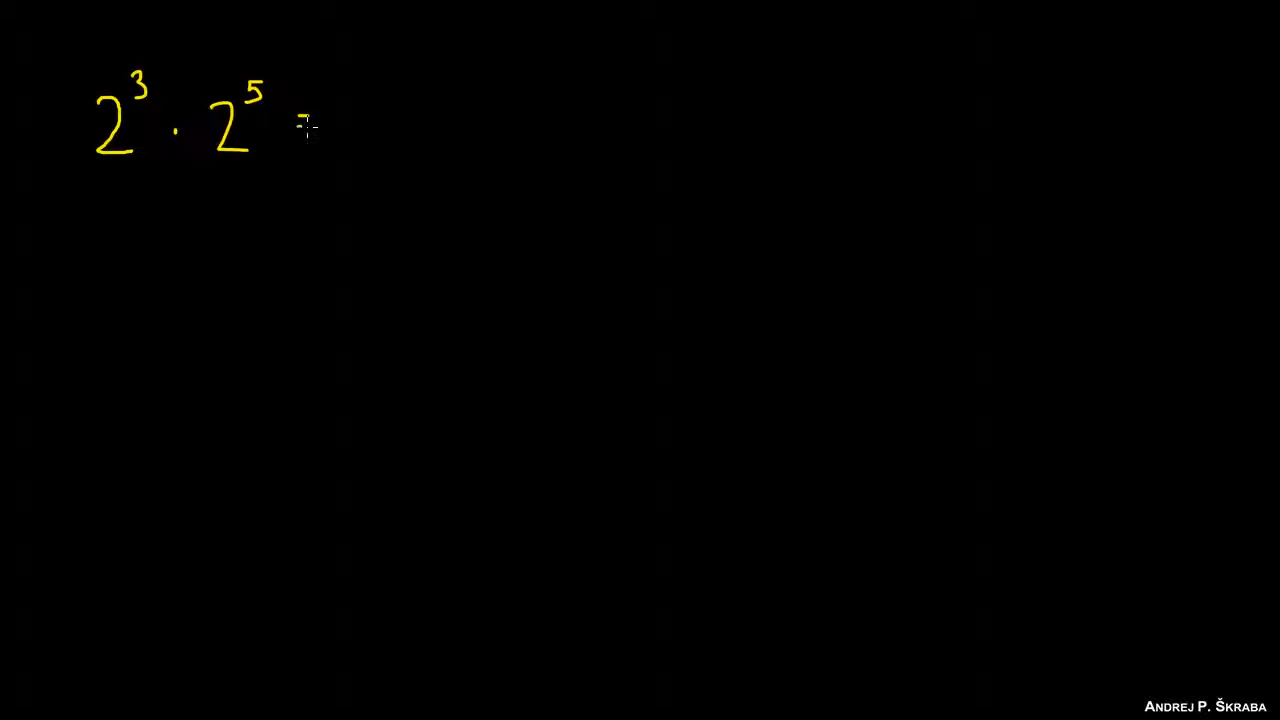 2³ · 2⁵ =
ANDREJ P. ŠKRABA